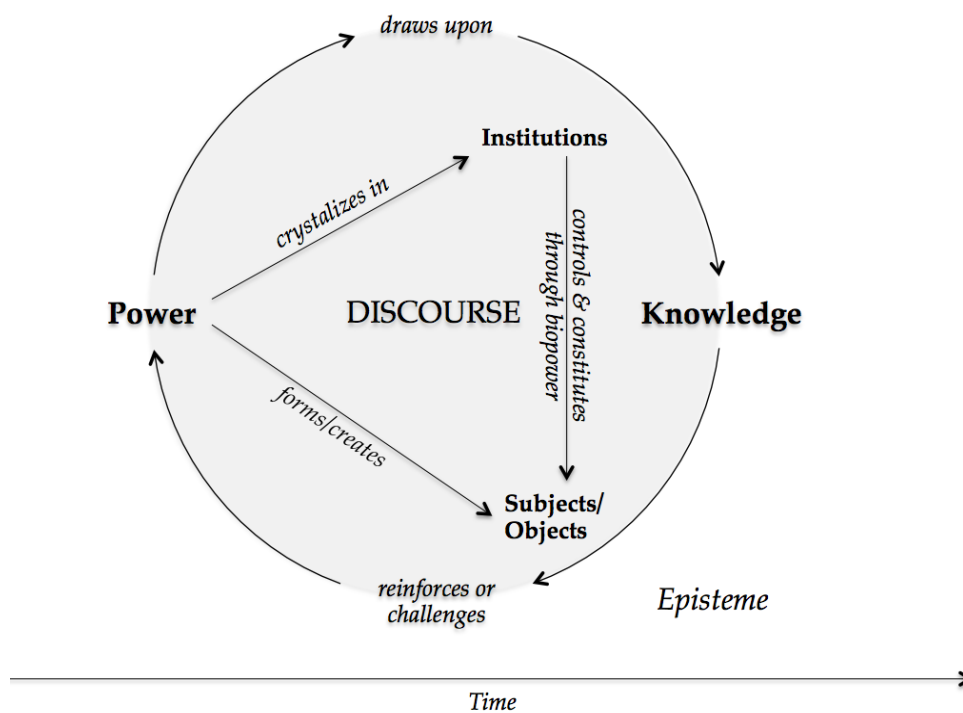 draws upon
Institutions
crystalizes in
controls & constitutes
through biopower
Power
DISCOURSE
Knowledge
forms/creates
Subjects/
Objects
reinforces or
challenges
Episteme
Time